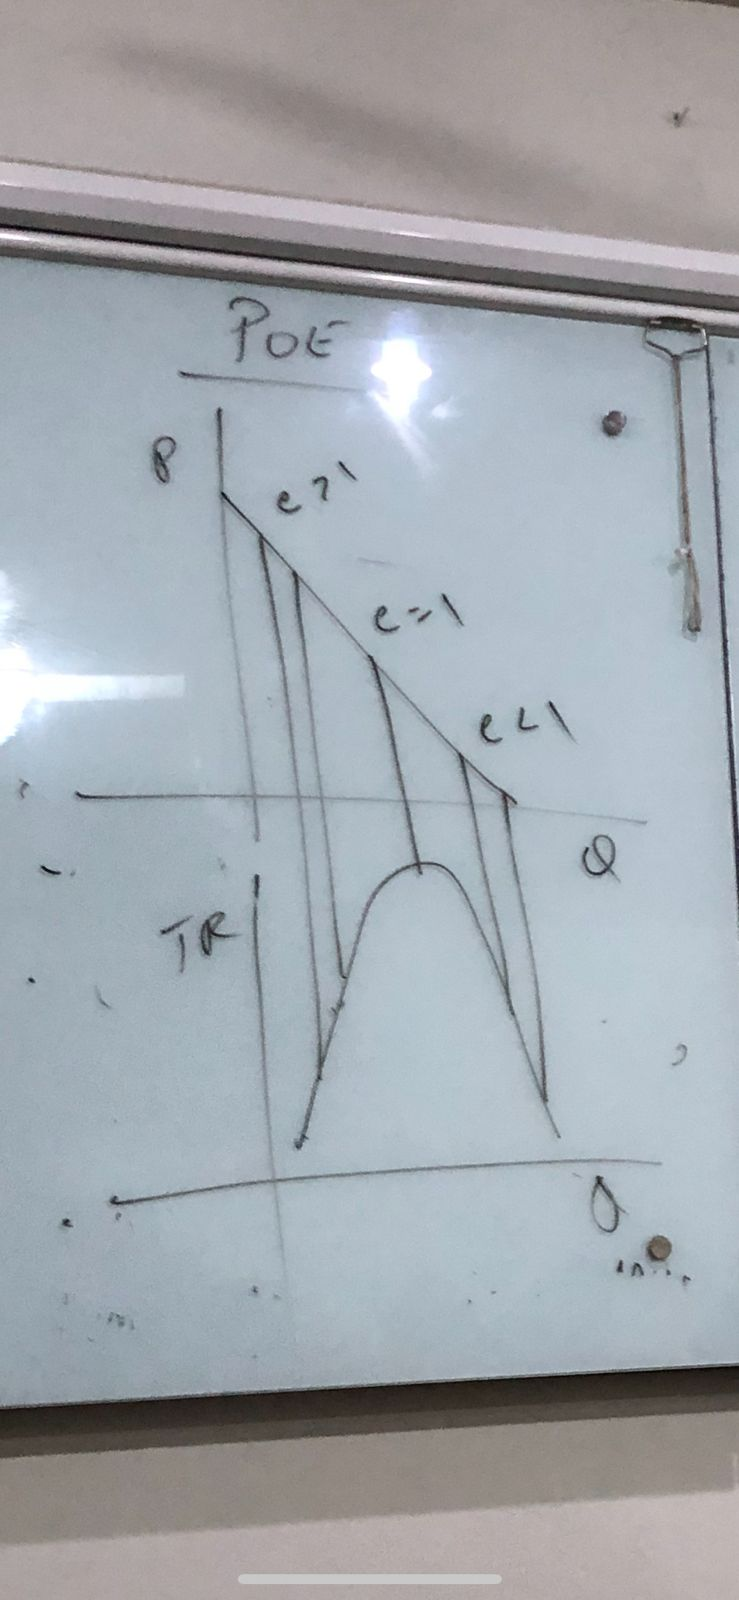 POE
P
e > 1
e = 1
e < 1
Q
TR
Q